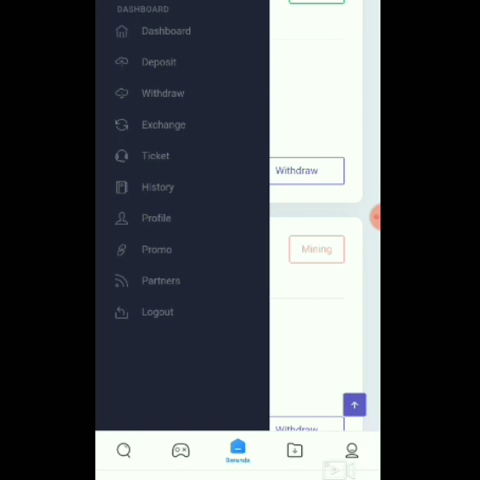 DASHBOARD
Dashboard
Deposit
Withdraw
Exchange
Withdraw
Ticket
History
Profile
Promo
Mining
Partners
Logout
Withdraw
Beranda